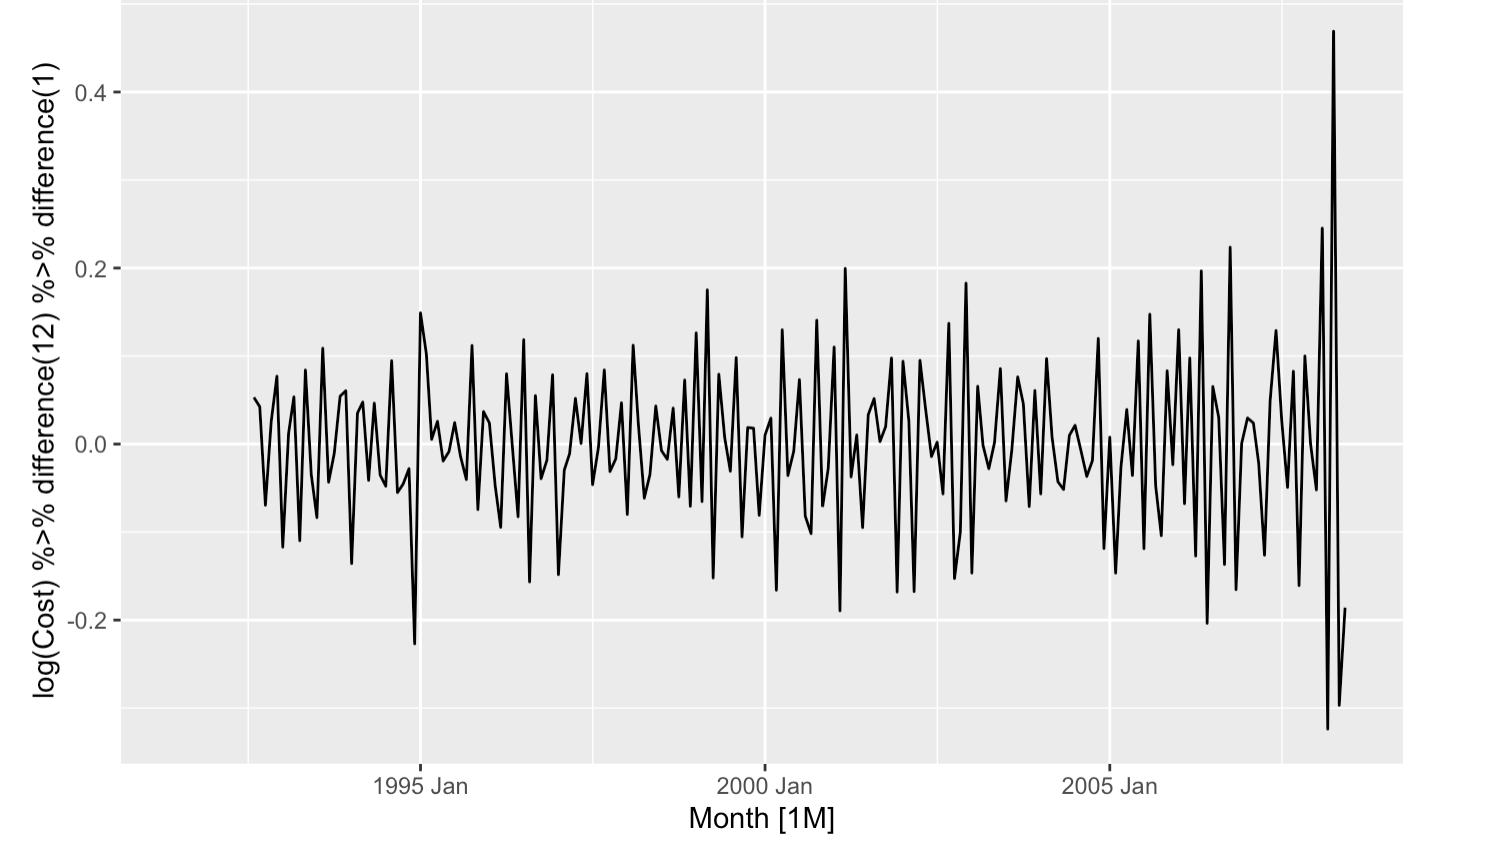 log(Cost) %>% difference(12) %>% difference(1)
0.4
0.2
0.0
-0.2
1995 Jan
2000 Jan
2005 Jan
Month [1M]